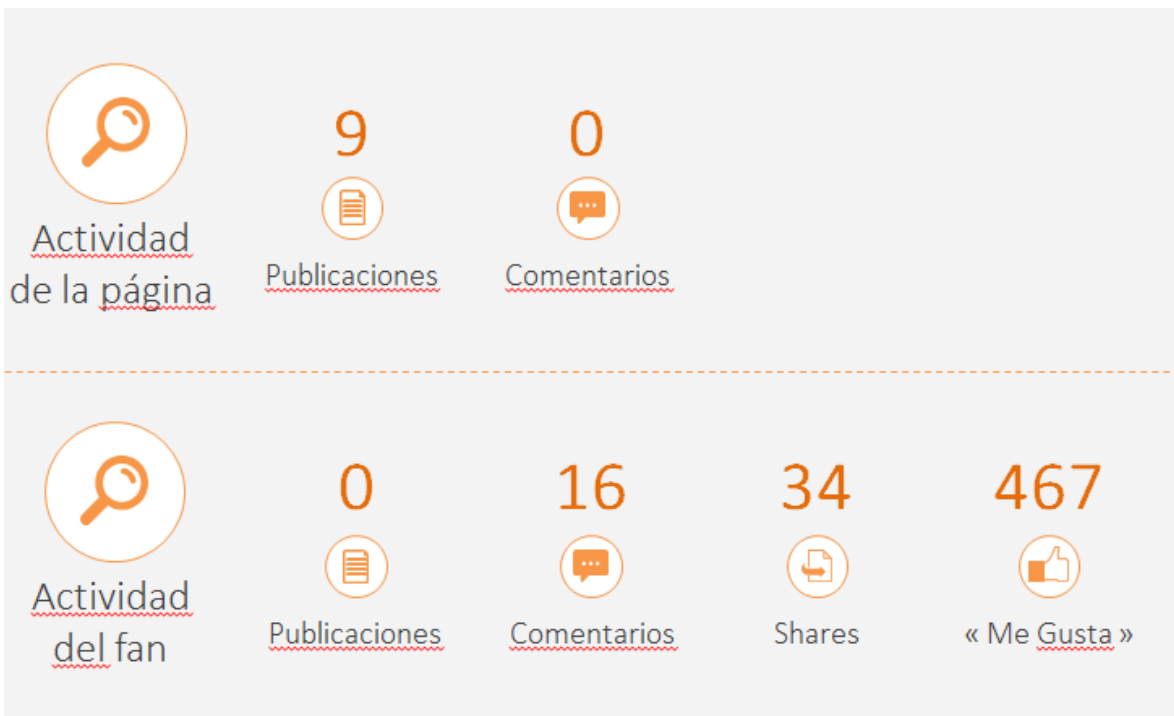 9 0
Actividad
de la página
Publicaciones Comentarios
0 16 34 467
Actividad
del fan
Publicaciones Comentarios Shares « Me Gusta »